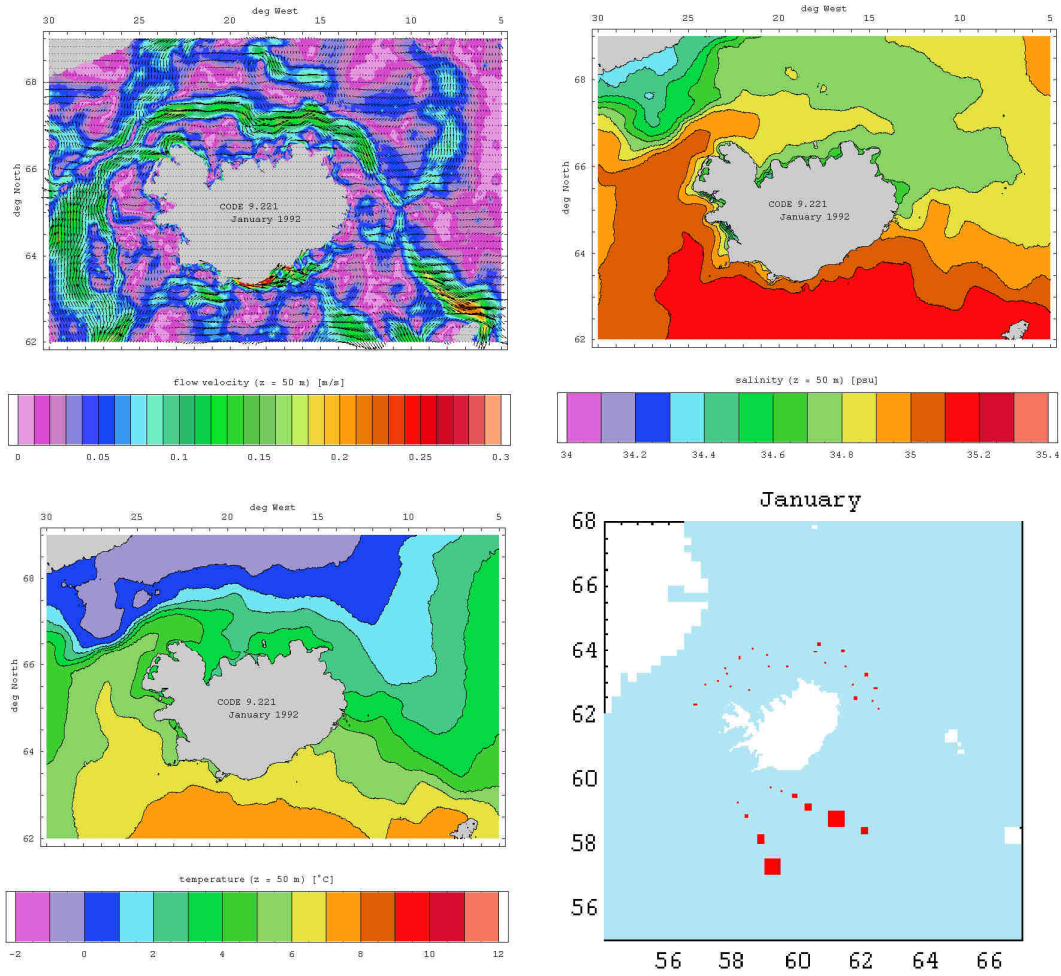 deg West
30 25 20 15 10 5
68
66
64
62
deg North
CODE 9.221
January 1992
flow velocity (z = 50 m) [m/s]
0 0.05 0.1 0.15 0.2 0.25 0.3
deg West
30 25 20 15 10 5
68
66
64
62
deg North
CODE 9.221
January 1992
salinity (z = 50 m) [psu]
34 34.2 34.4 34.6 34.8 35 35.2 35.4
deg West
30 25 20 15 10 5
68
66
64
62
deg North
CODE 9.221
January 1992
temperature (z = 50 m) [°C]
-2 0 2 4 6 8 10 12
January
68
66
64
62
60
58
56
56 58 60 62 64 66